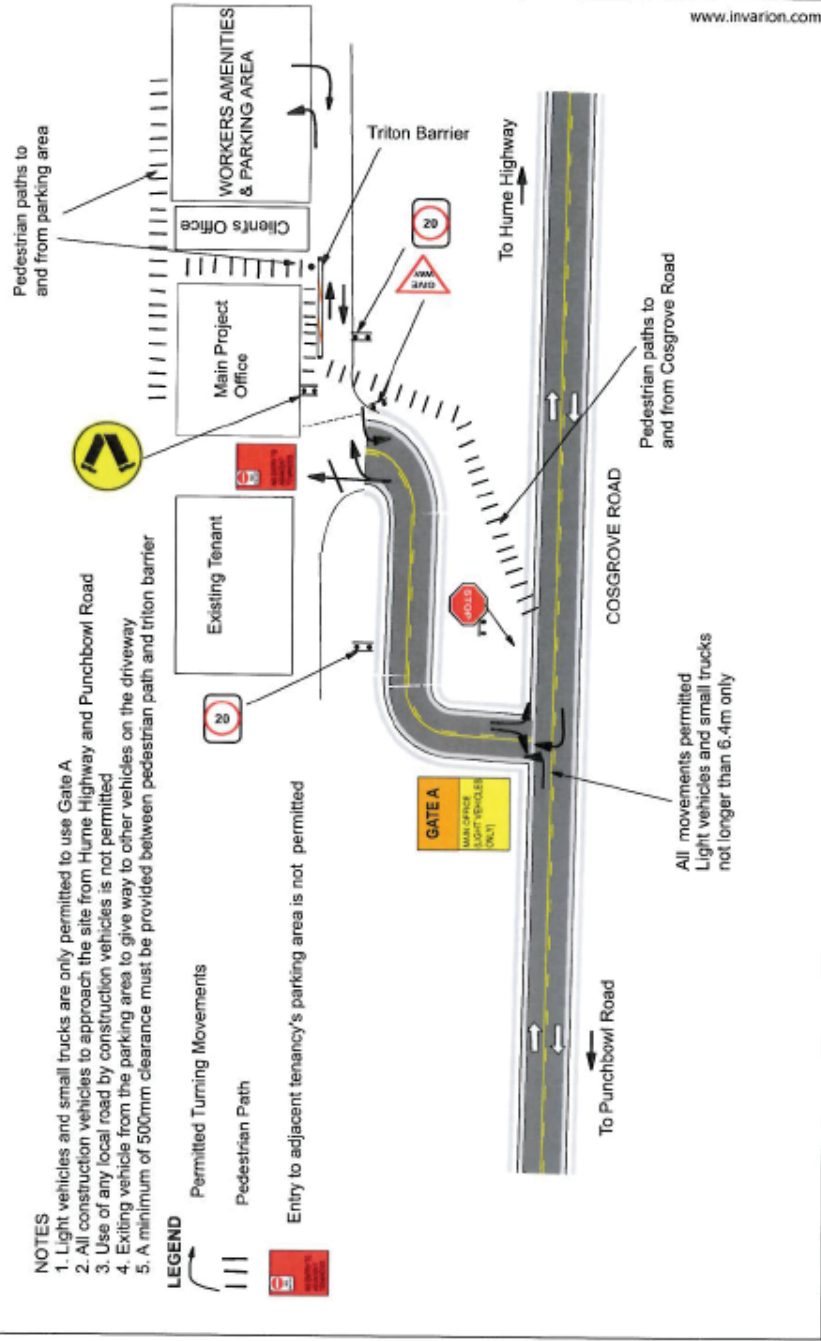 www.invarion.com
NOTES
1. Light vehicles and small trucks are only permitted to use Gate A
2. All construction vehicles to approach the site from Hume Highway and Punchbowl Road
3. Use of any local road by construction vehicles is not permitted
4. Exiting vehicle from the parking area to give way to other vehicles on the driveway
5. A minimum of 500mm clearance must be provided between pedestrian path and triton barrier
LEGEND
Permitted Turning Movements
Pedestrian Path
Entry to adjacent tenancy's parking area is not permitted
Pedestrian paths to
and from parking area
WORKERS AMENITIES
& PARKING AREA
Client's Office
Main Project
Office
Existing Tenant
Triton Barrier
20
GIVE
WAY
20
STOP
GATE A
MAIN OFFICE
(LIGHT VEHICLES
ONLY)
To Hume Highway
Pedestrian paths to
and from Cosgrove Road
COSGROVE ROAD
All movements permitted
Light vehicles and small trucks
not longer than 6.4m only
To Punchbowl Road